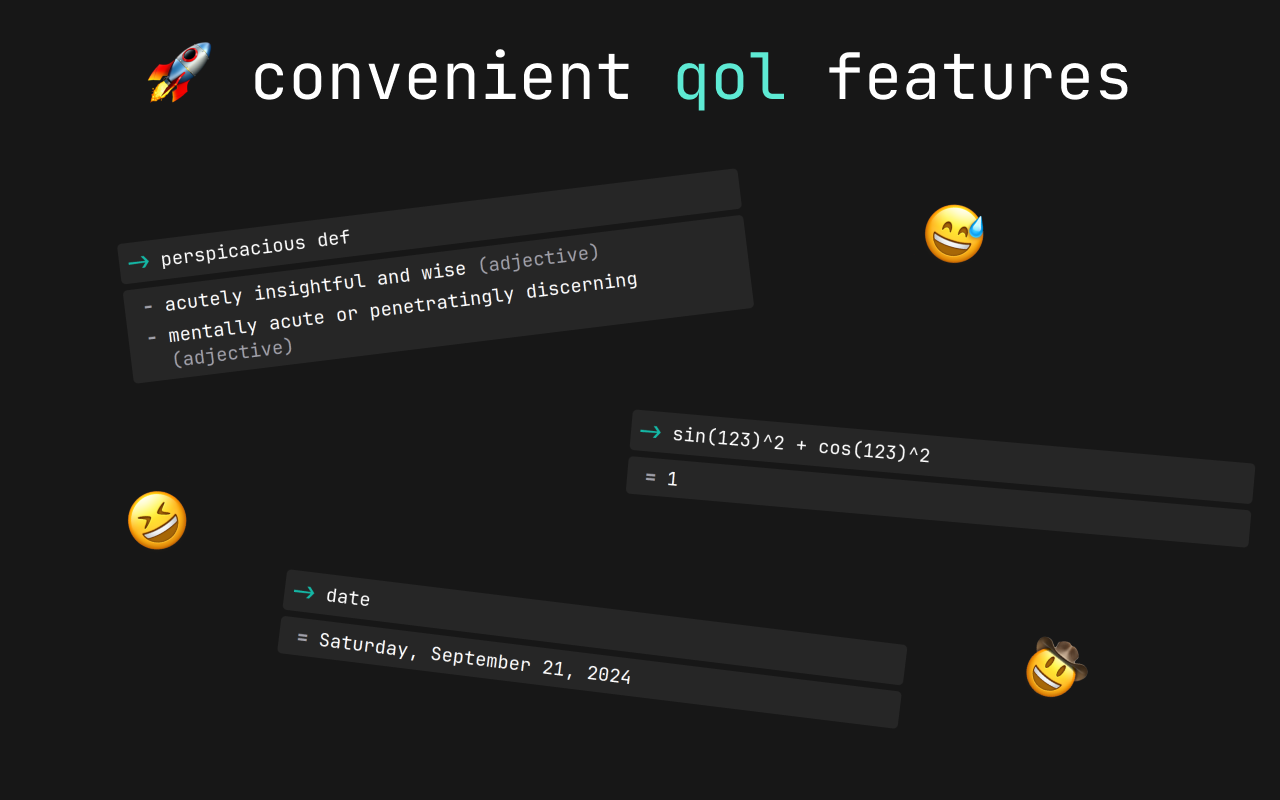 🚀 convenient qol features
→ perspicacious def
- acutely insightful and wise (adjective)
- mentally acute or penetratingly discerning
(adjective)
→ sin(123)^2 + cos(123)^2
= 1
→ date
= Saturday, September 21, 2024